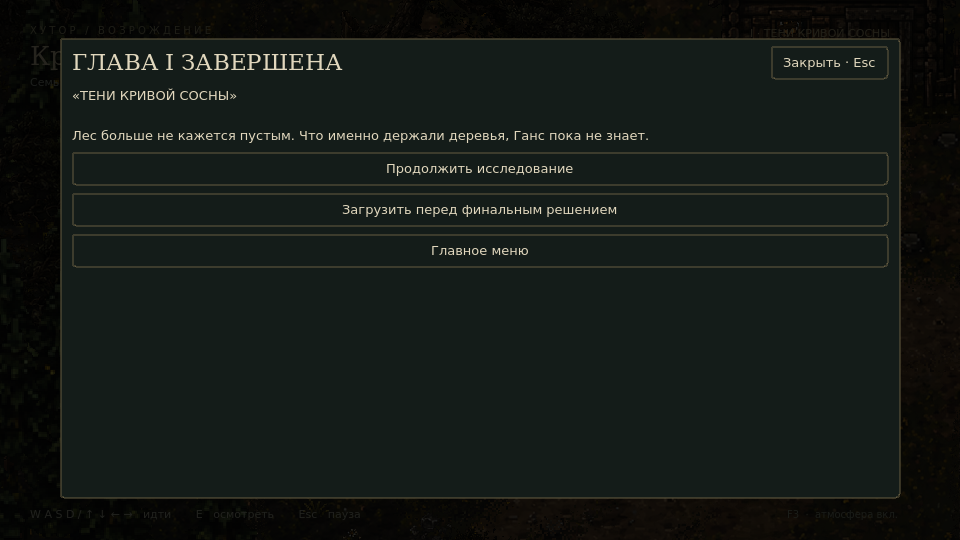 ХУТОР / ВОЗРОЖДЕНИЕ
ТЕНИ КРИВОЙ СОСНЫ
ГЛАВА I ЗАВЕРШЕНА
Закрыть · Esc
«ТЕНИ КРИВОЙ СОСНЫ»
Лес больше не кажется пустым. Что именно держали деревья, Ганс пока не знает.
Продолжить исследование
Загрузить перед финальным решением
Главное меню
WASD/↑↓←→ идти E осмотреть Esc пауза
F3 атмосфера вкл.